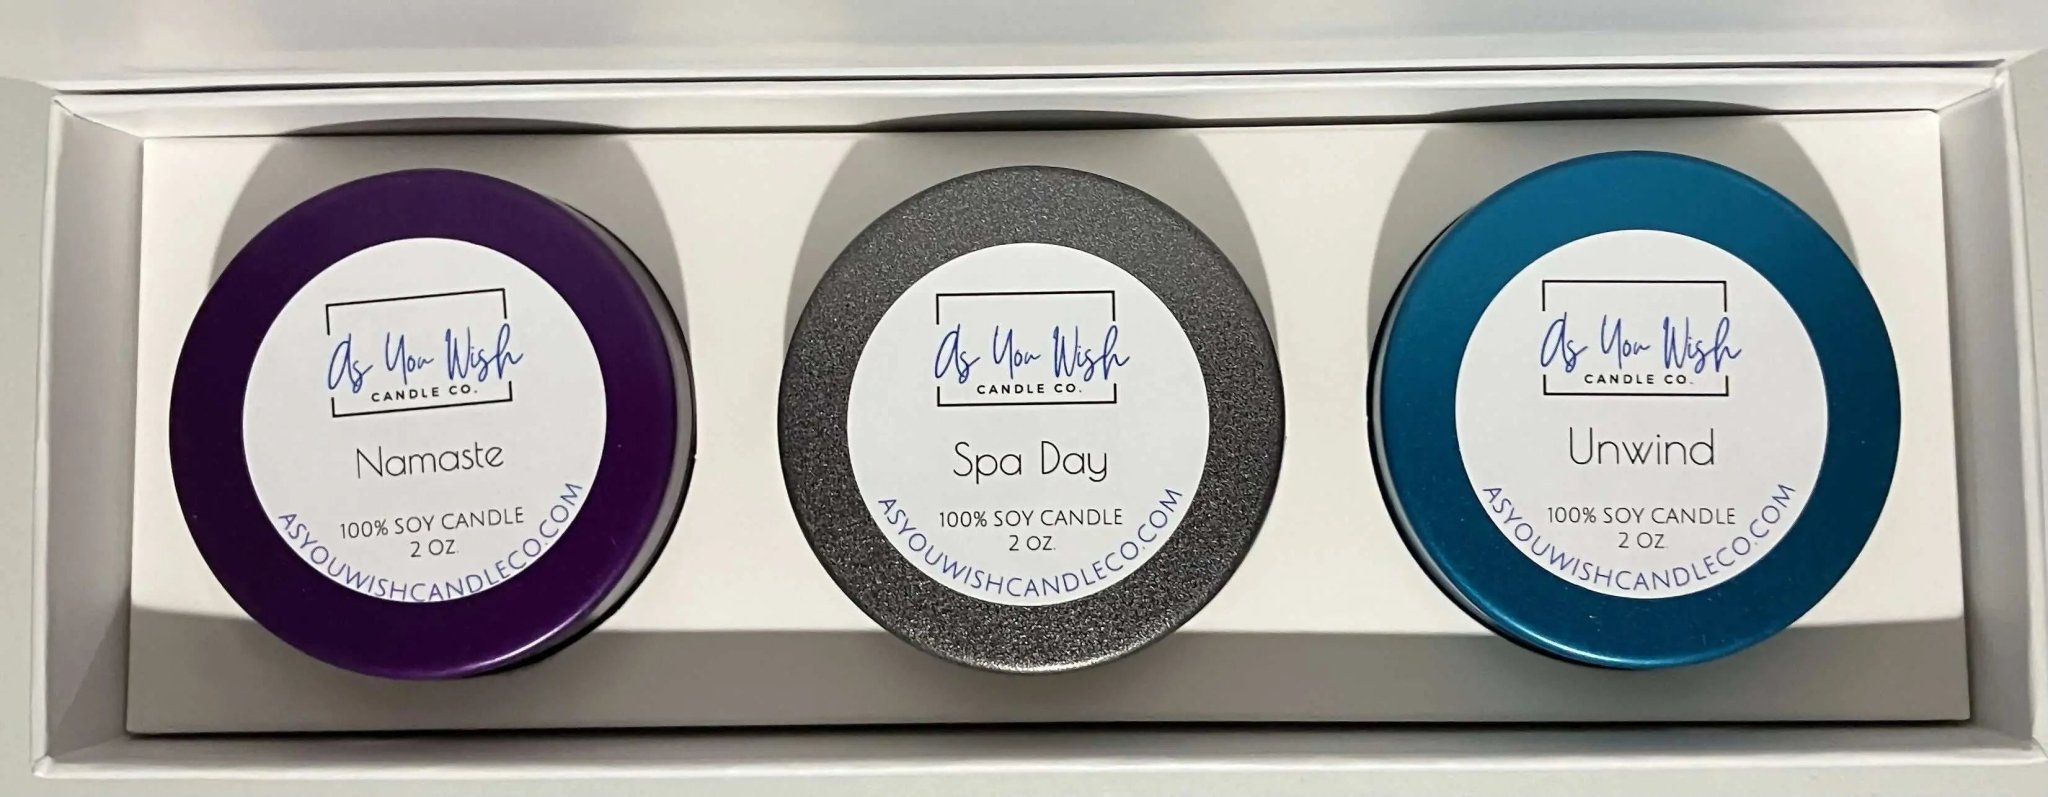 As You Wish
CANDLE CO.
Namaste
100% SOY CANDLE
2 OZ.
ASYOUWISHCANDLECO.COM
As You Wish
CANDLE CO.
Spa Day
100% SOY CANDLE
2 OZ.
ASYOUWISHCANDLECO.COM
As You Wish
CANDLE CO.
Unwind
100% SOY CANDLE
2 OZ.
ASYOUWISHCANDLECO.COM